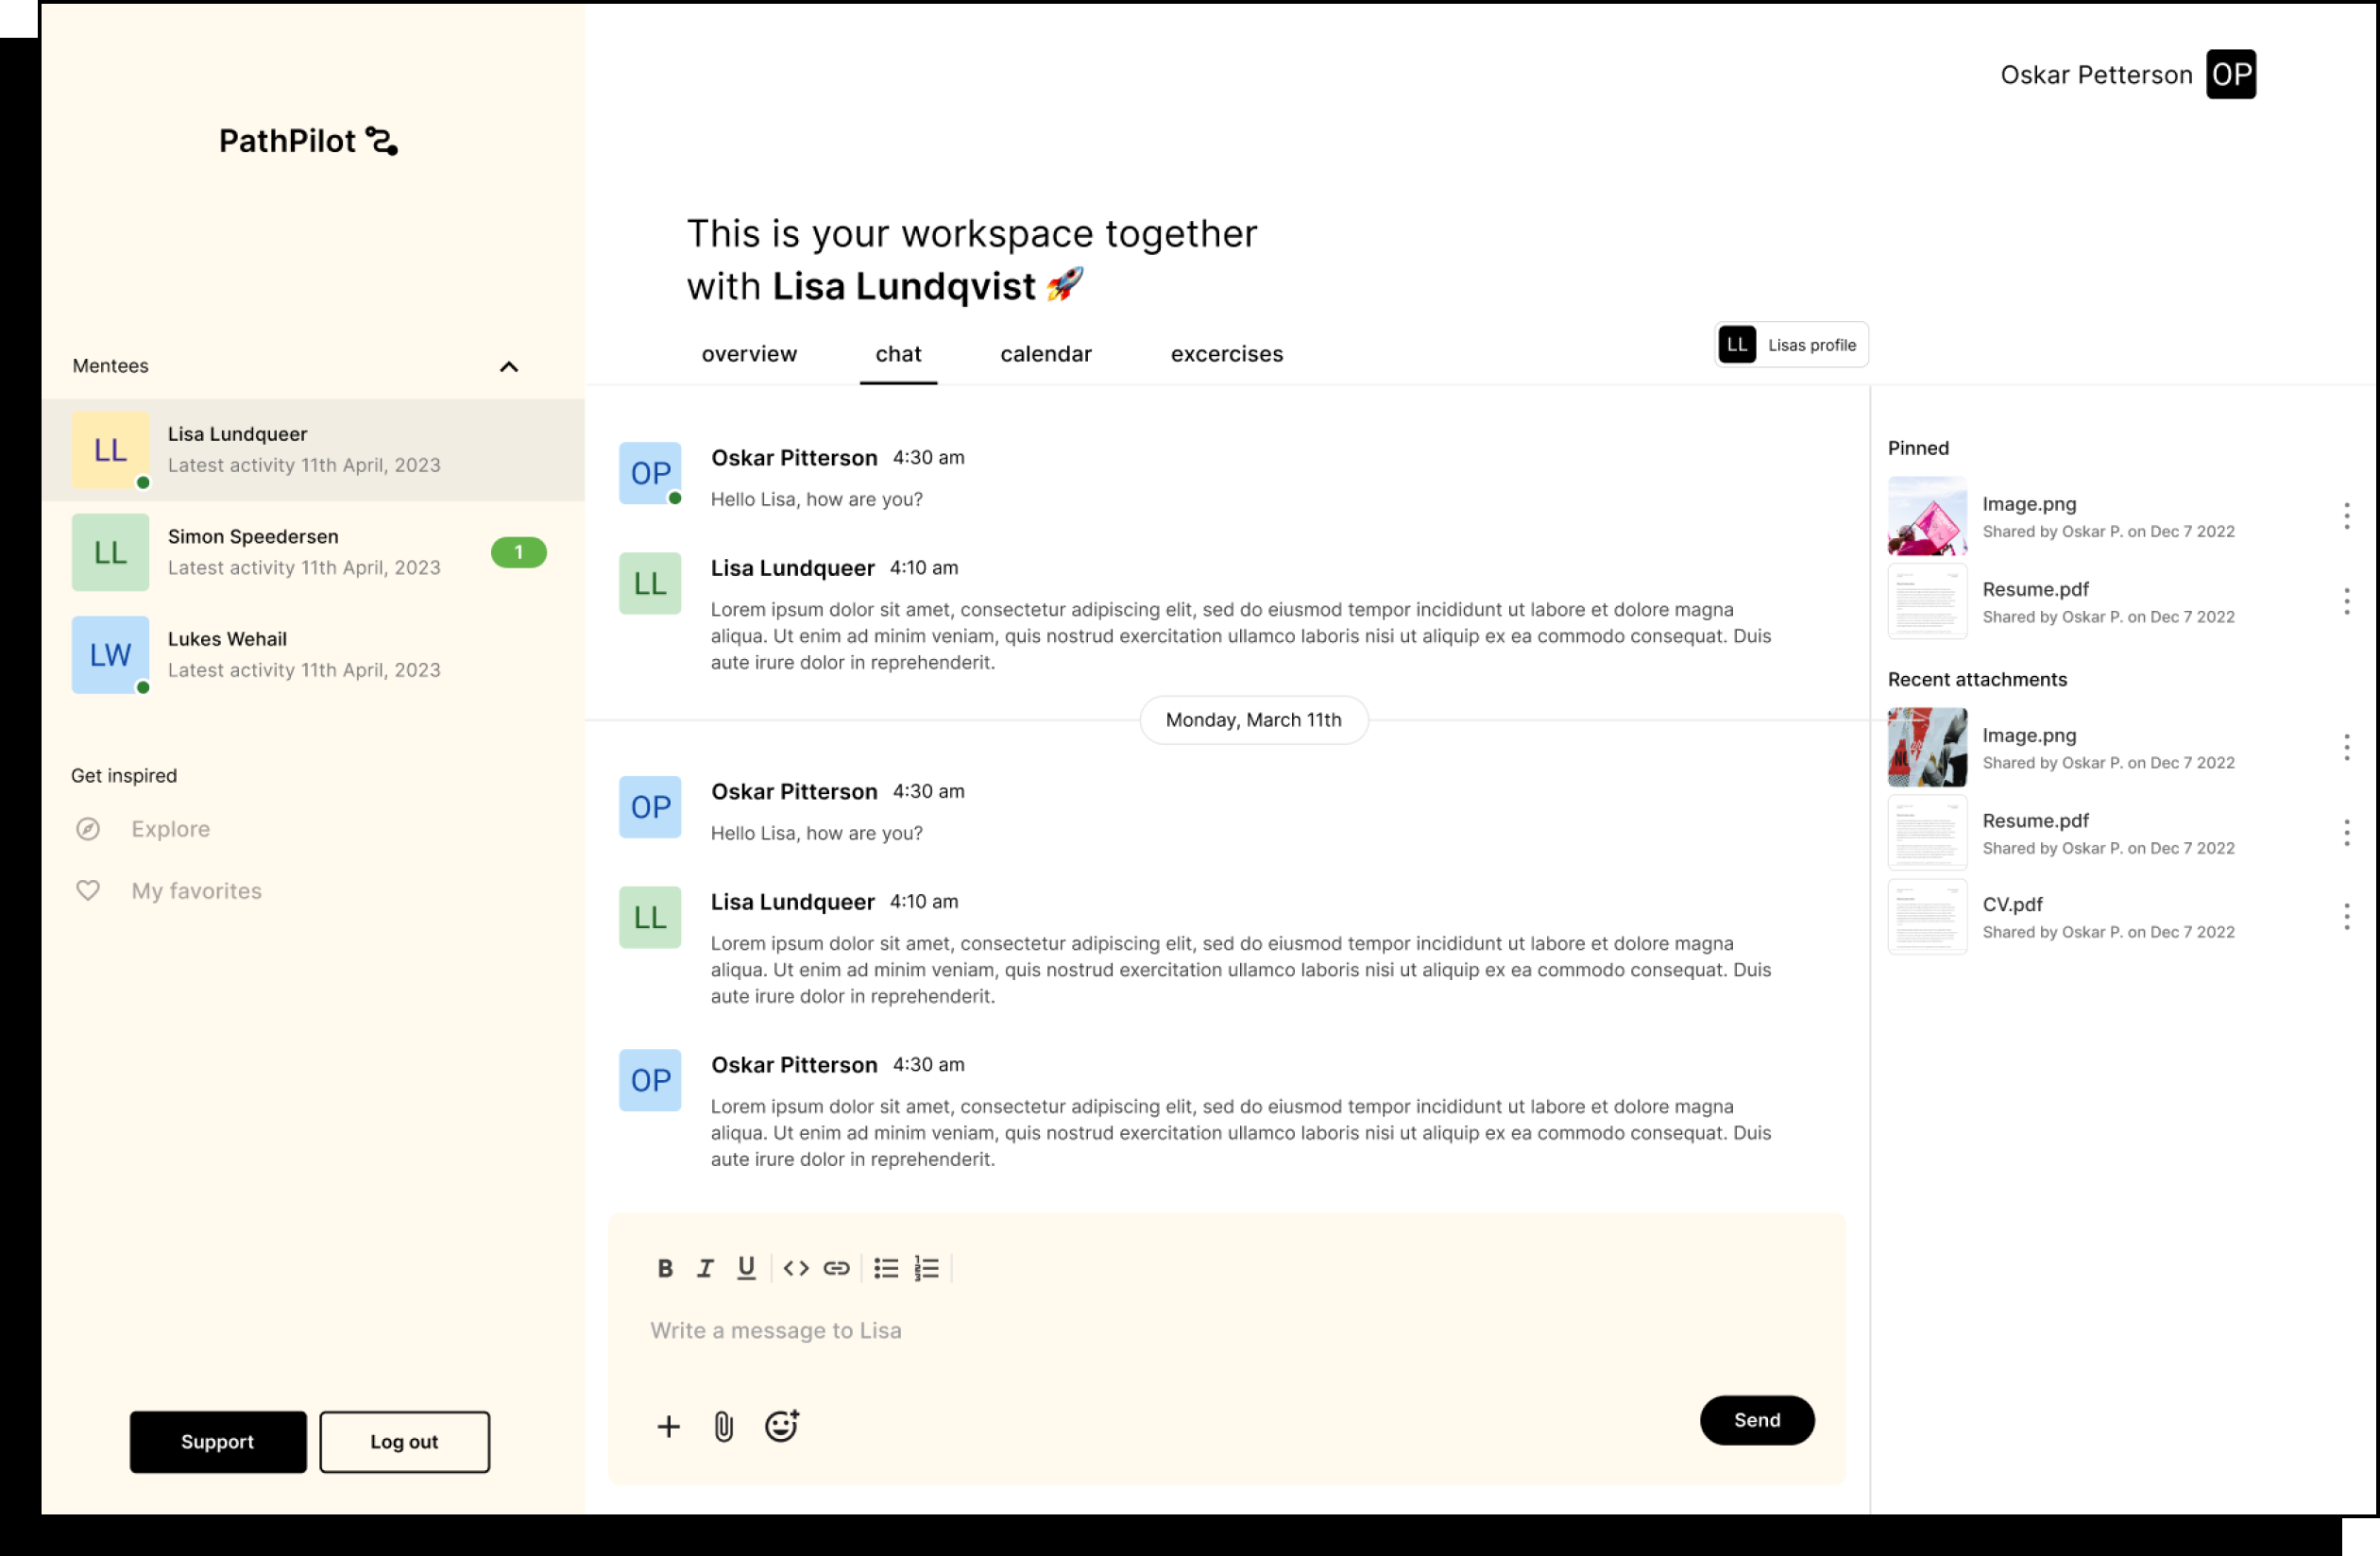 PathPilot
Mentees
LL
Lisa Lundqueer
Latest activity 11th April, 2023
LL
Simon Speedersen
Latest activity 11th April, 2023
1
LW
Lukes Wehail
Latest activity 11th April, 2023
Get inspired
Explore
My favorites
Support
Log out
Oskar Petterson OP
This is your workspace together
with Lisa Lundqvist 🚀
overview chat calendar excercises
LL Lisas profile
OP
Oskar Pitterson 4:30 am
Hello Lisa, how are you?
LL
Lisa Lundqueer 4:10 am
Lorem ipsum dolor sit amet, consectetur adipiscing elit, sed do eiusmod tempor incididunt ut labore et dolore magna
aliqua. Ut enim ad minim veniam, quis nostrud exercitation ullamco laboris nisi ut aliquip ex ea commodo consequat. Duis
aute irure dolor in reprehenderit.
Monday, March 11th
OP
Oskar Pitterson 4:30 am
Hello Lisa, how are you?
LL
Lisa Lundqueer 4:10 am
Lorem ipsum dolor sit amet, consectetur adipiscing elit, sed do eiusmod tempor incididunt ut labore et dolore magna
aliqua. Ut enim ad minim veniam, quis nostrud exercitation ullamco laboris nisi ut aliquip ex ea commodo consequat. Duis
aute irure dolor in reprehenderit.
OP
Oskar Pitterson 4:30 am
Lorem ipsum dolor sit amet, consectetur adipiscing elit, sed do eiusmod tempor incididunt ut labore et dolore magna
aliqua. Ut enim ad minim veniam, quis nostrud exercitation ullamco laboris nisi ut aliquip ex ea commodo consequat. Duis
aute irure dolor in reprehenderit.
B I U
Write a message to Lisa
Send
Pinned
Image.png
Shared by Oskar P. on Dec 7 2022
Resume.pdf
Shared by Oskar P. on Dec 7 2022
Recent attachments
Image.png
Shared by Oskar P. on Dec 7 2022
Resume.pdf
Shared by Oskar P. on Dec 7 2022
CV.pdf
Shared by Oskar P. on Dec 7 2022